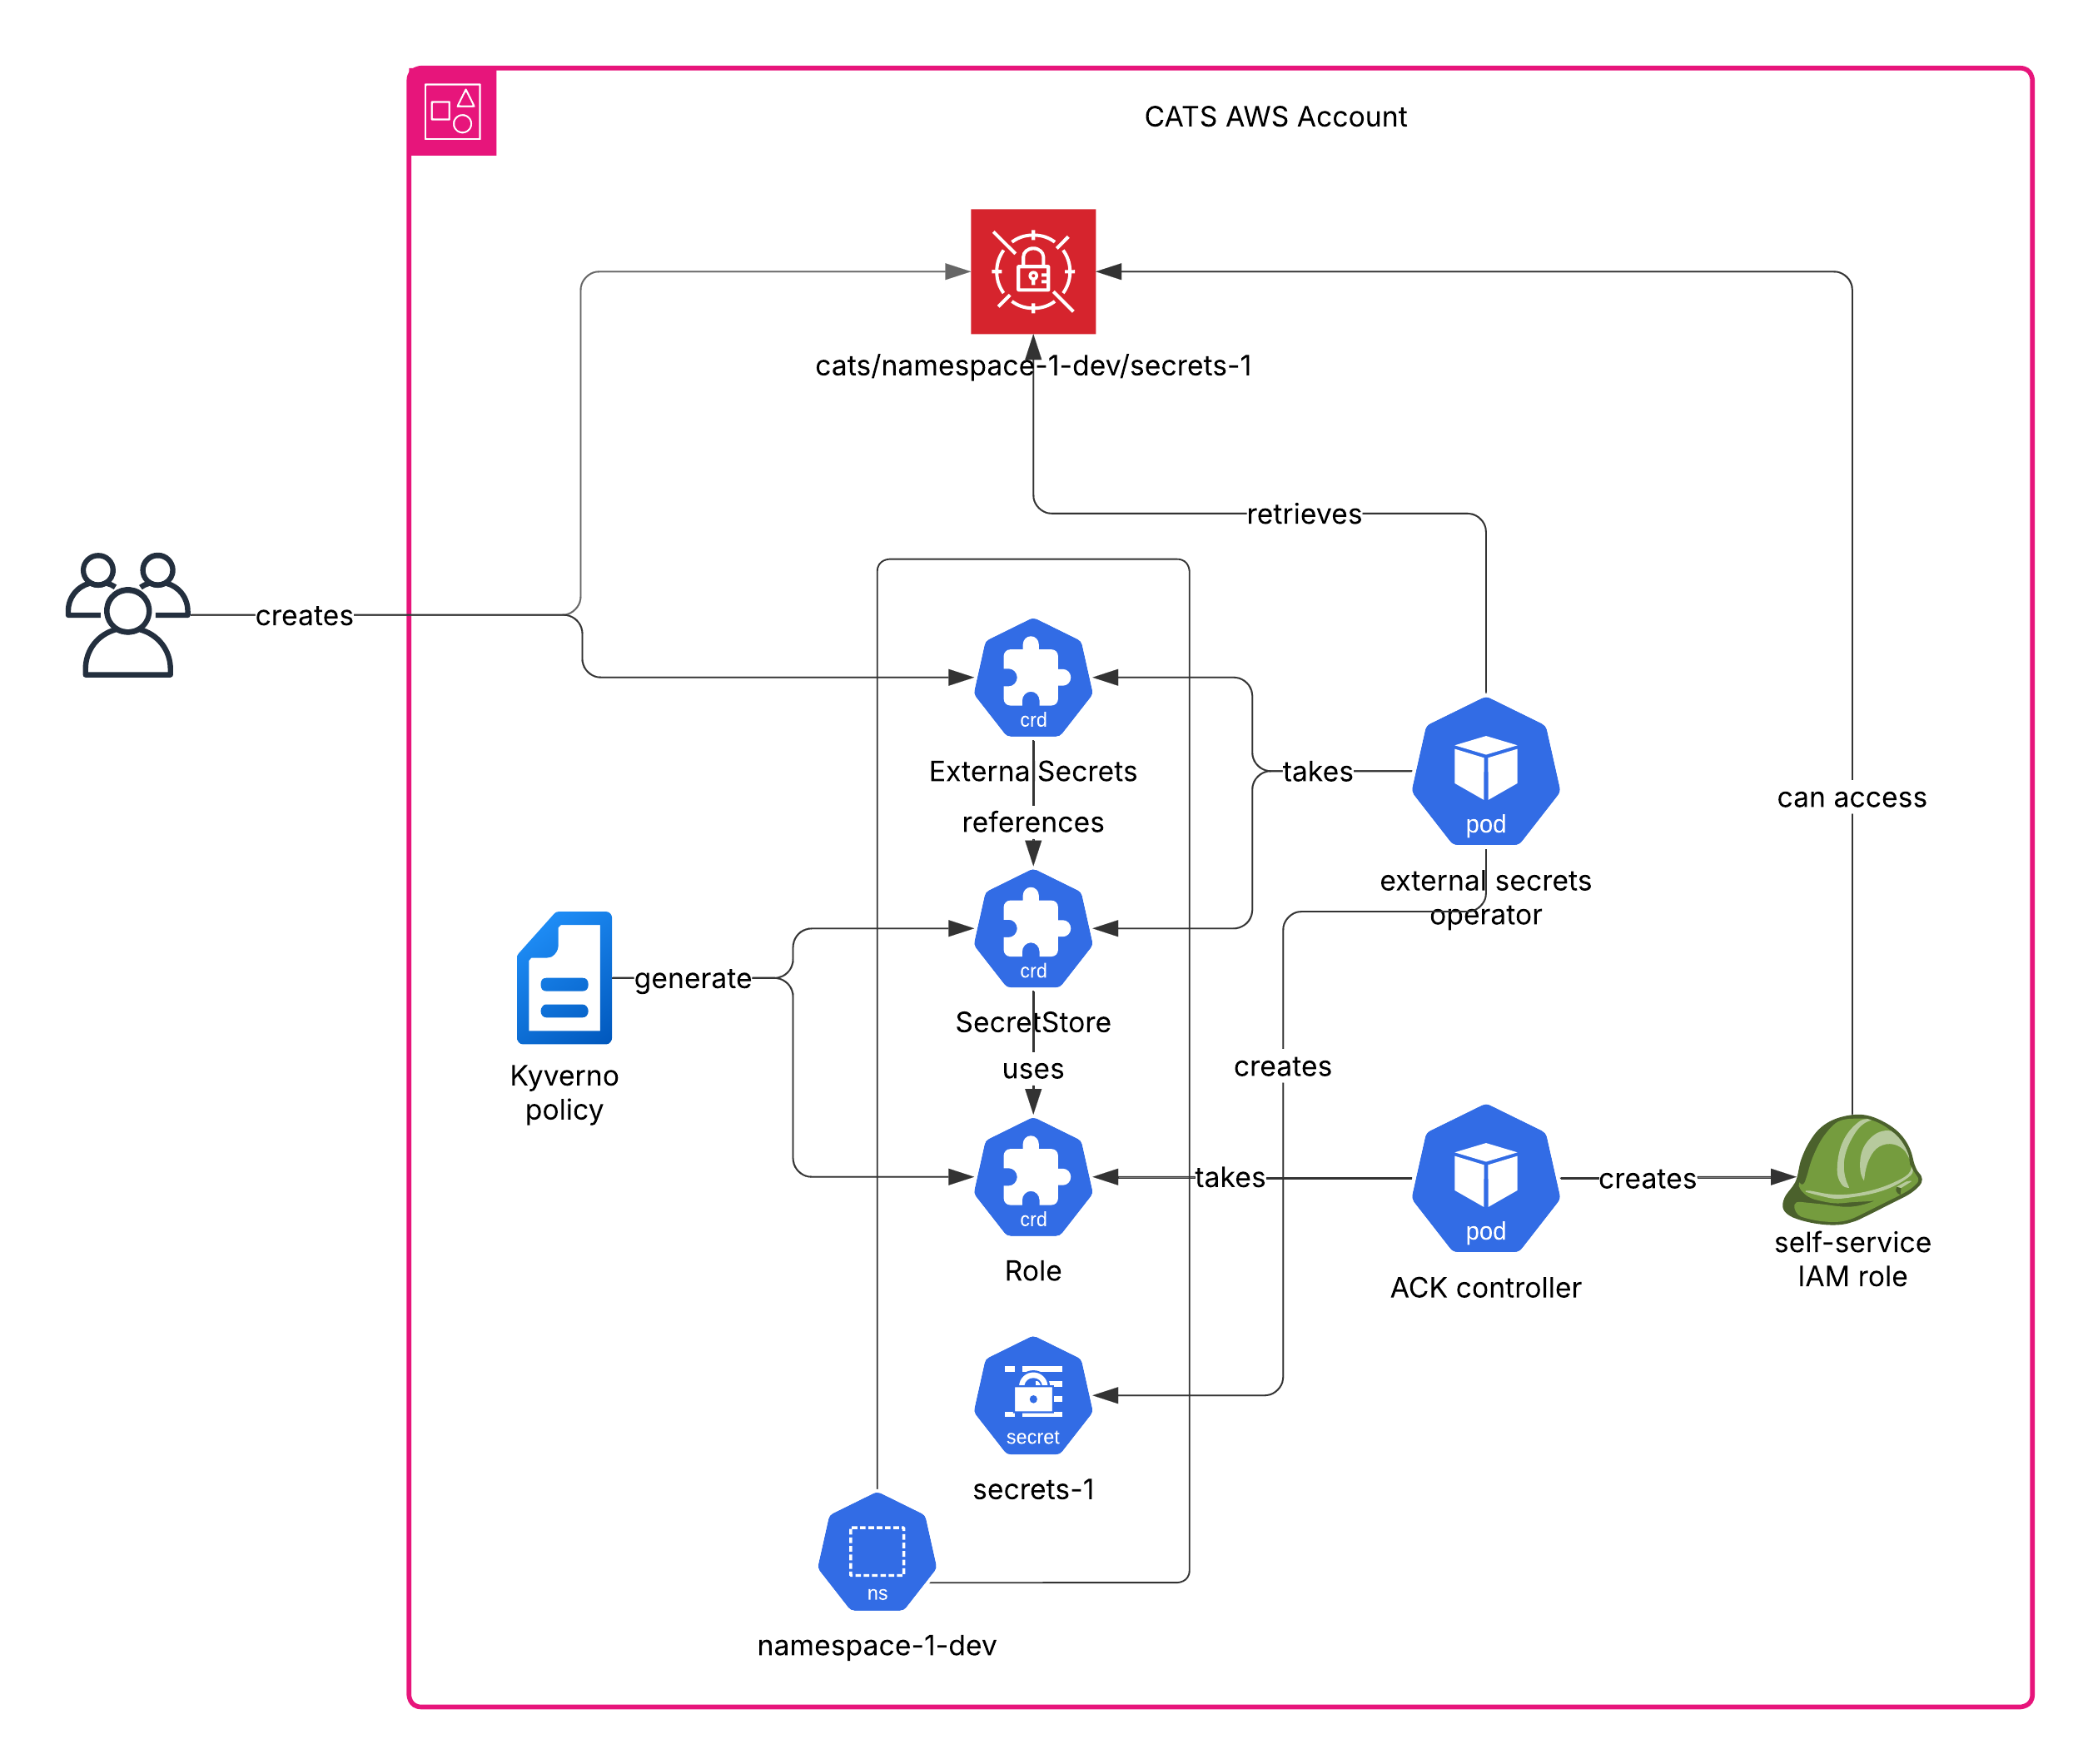 CATS AWS Account
cats/namespace-1-dev/secrets-1
retrieves
creates
crd
External Secrets
takes
pod
can access
references
external secrets
operator
crd
generate
SecretStore
creates
uses
Kyverno
policy
crd
takes
pod
creates
Role
ACK controller
self-service
IAM role
secret
secrets-1
ns
namespace-1-dev